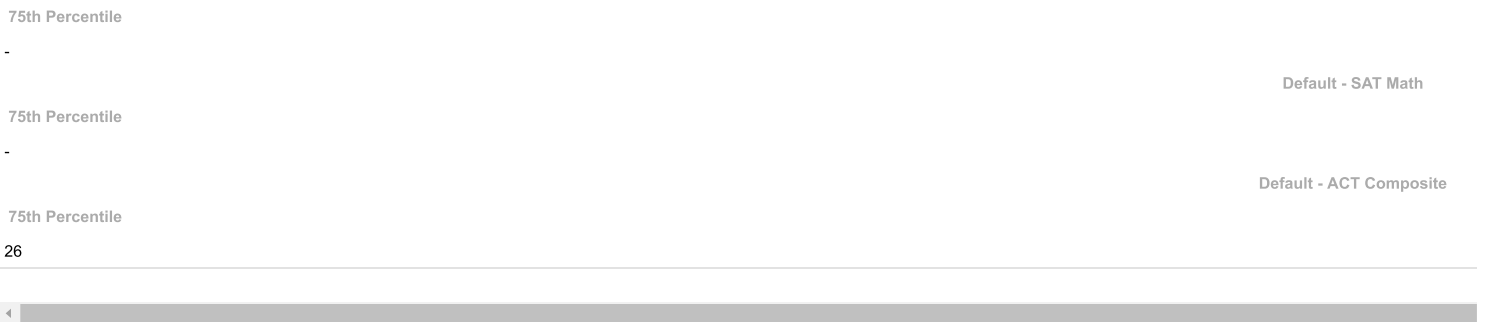 75th Percentile
-
Default - SAT Math
75th Percentile
-
Default - ACT Composite
75th Percentile
26